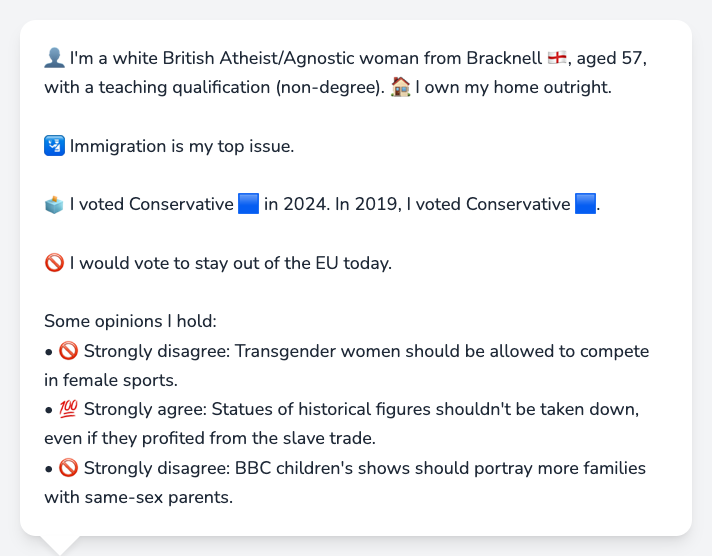 👤 I'm a white British Atheist/Agnostic woman from Bracknell 🏴󠁧󠁢󠁥󠁮󠁧󠁿, aged 57,
with a teaching qualification (non-degree). 🏠 I own my home outright.
🛂 Immigration is my top issue.
🗳️ I voted Conservative 🟦 in 2024. In 2019, I voted Conservative 🟦.
🚫 I would vote to stay out of the EU today.
Some opinions I hold:
• 🚫 Strongly disagree: Transgender women should be allowed to compete
in female sports.
• 💯 Strongly agree: Statues of historical figures shouldn't be taken down,
even if they profited from the slave trade.
• 🚫 Strongly disagree: BBC children's shows should portray more families
with same-sex parents.